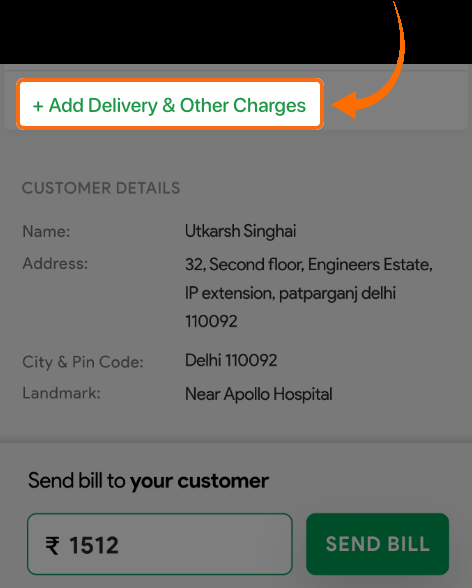 + Add Delivery & Other Charges
CUSTOMER DETAILS
Name: Utkarsh Singhai
Address: 32, Second floor, Engineers Estate,
IP extension, patparganj delhi
110092
City & Pin Code: Delhi 110092
Landmark: Near Apollo Hospital
Send bill to your customer
₹ 1512 SEND BILL